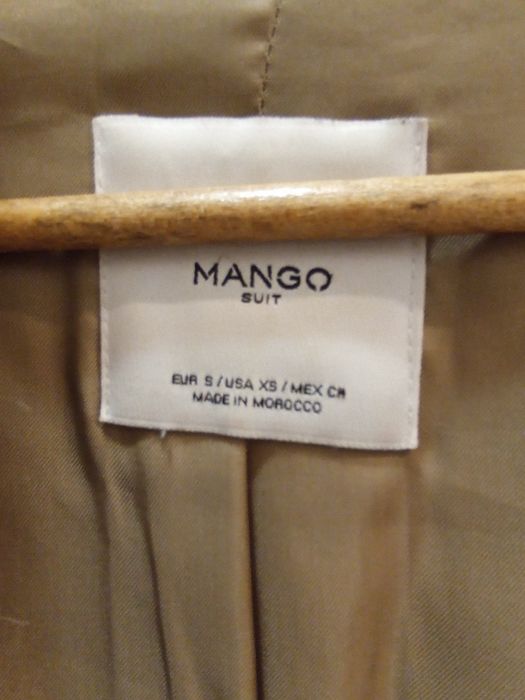 MANGO
SUIT
EUR S / USA XS / MEX CH
MADE IN MOROCCO